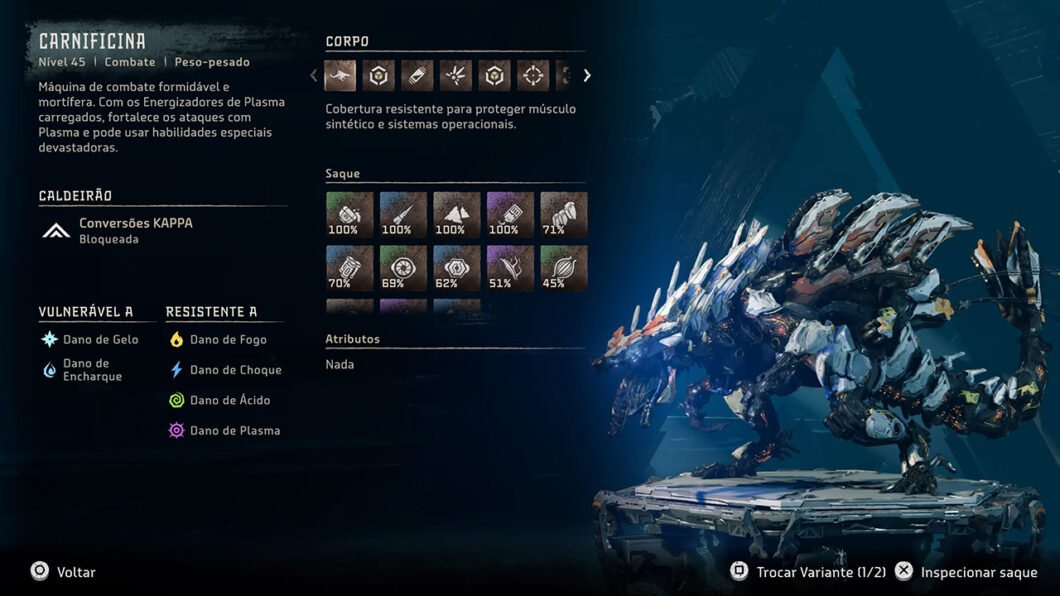 CARNIFICINA
Nível 45 | Combate | Peso-pesado
Máquina de combate formidável e
mortífera. Com os Energizadores de Plasma
carregados, fortalece os ataques com
Plasma e pode usar habilidades especiais
devastadoras.
CALDEIRÃO
Conversões KAPPA
Bloqueada
VULNERÁVEL A
Dano de Gelo
Dano de
Encharque
RESISTENTE A
Dano de Fogo
Dano de Choque
Dano de Ácido
Dano de Plasma
CORPO
Cobertura resistente para proteger músculo
sintético e sistemas operacionais.
Saque
100% 100% 100% 100% 71%
70% 69% 62% 51% 45%
Atributos
Nada
Voltar
Trocar Variante (1/2)
Inspecionar saque